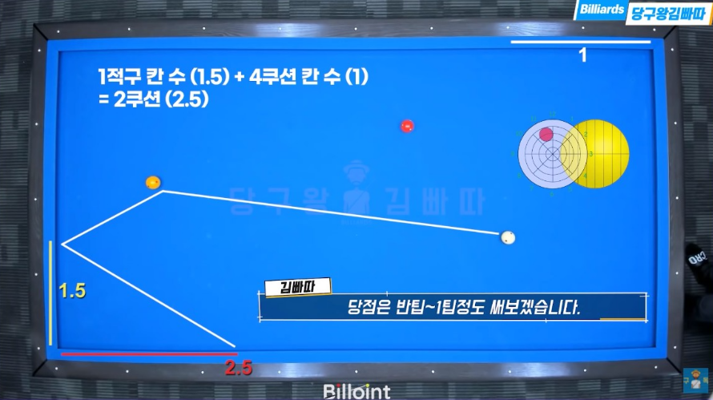 Billiards 당구왕김빠따
1
1적구 칸 수 (1.5) + 4쿠션 칸 수 (1)
= 2쿠션 (2.5)
당구왕 김빠따
1.5
김빠따
당점은 반팁~1팁정도 써보겠습니다.
2.5
Billoint